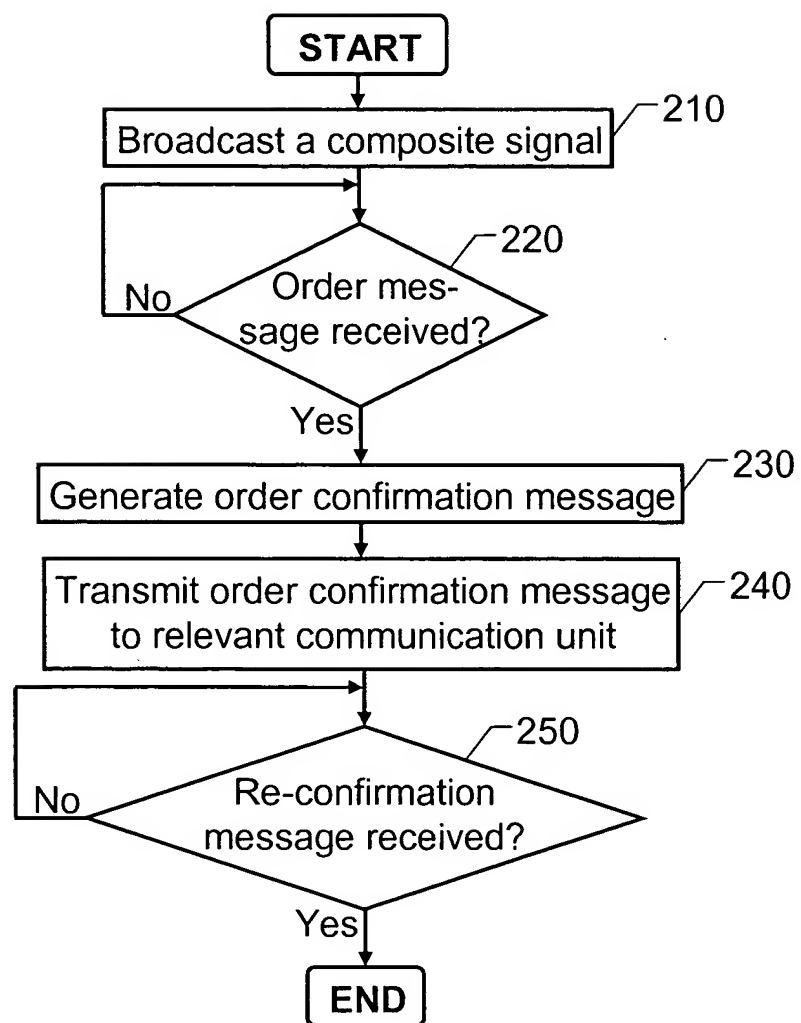 START
210
Broadcast a composite signal
220
Order mes-
sage received?
No
Yes
230
Generate order confirmation message
240
Transmit order confirmation message
to relevant communication unit
250
Re-confirmation
message received?
No
Yes
END